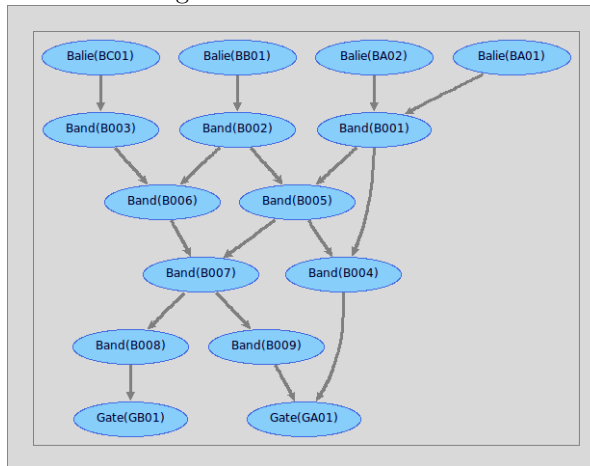 Balie(BC01) Balie(BB01) Balie(BA02) Balie(BA01)
Band(B003) Band(B002) Band(B001)
Band(B006) Band(B005)
Band(B007) Band(B004)
Band(B008) Band(B009)
Gate(GB01) Gate(GA01)